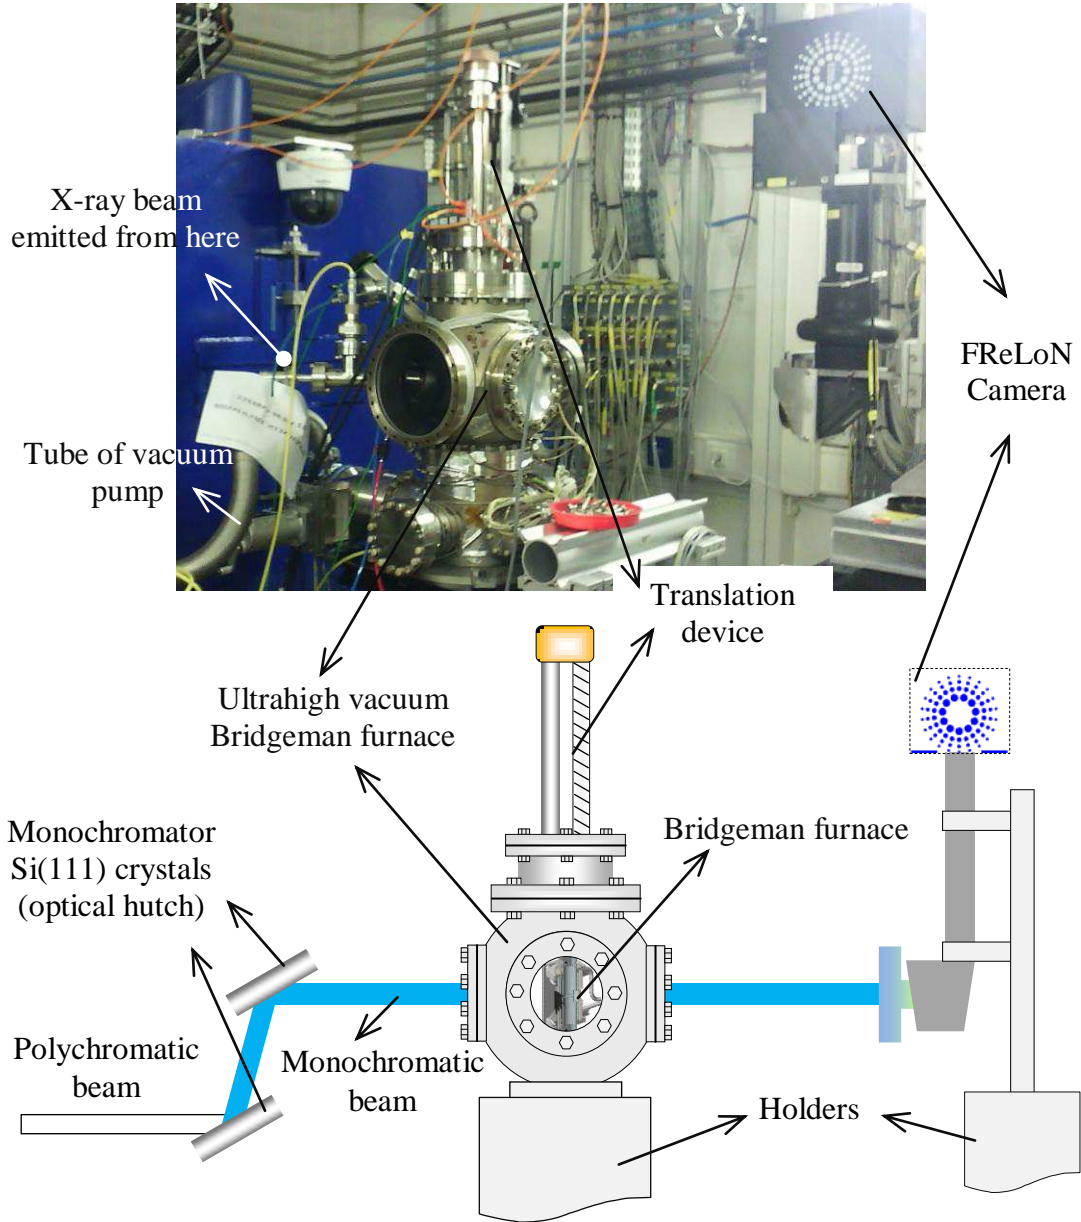 X-ray beam
emitted from here
Tube of vacuum
pump
FReLoN
Camera
Translation
device
Ultrahigh vacuum
Bridgeman furnace
Monochromator
Si(111) crystals
(optical hutch)
Bridgeman furnace
Polychromatic
beam
Monochromatic
beam
Holders